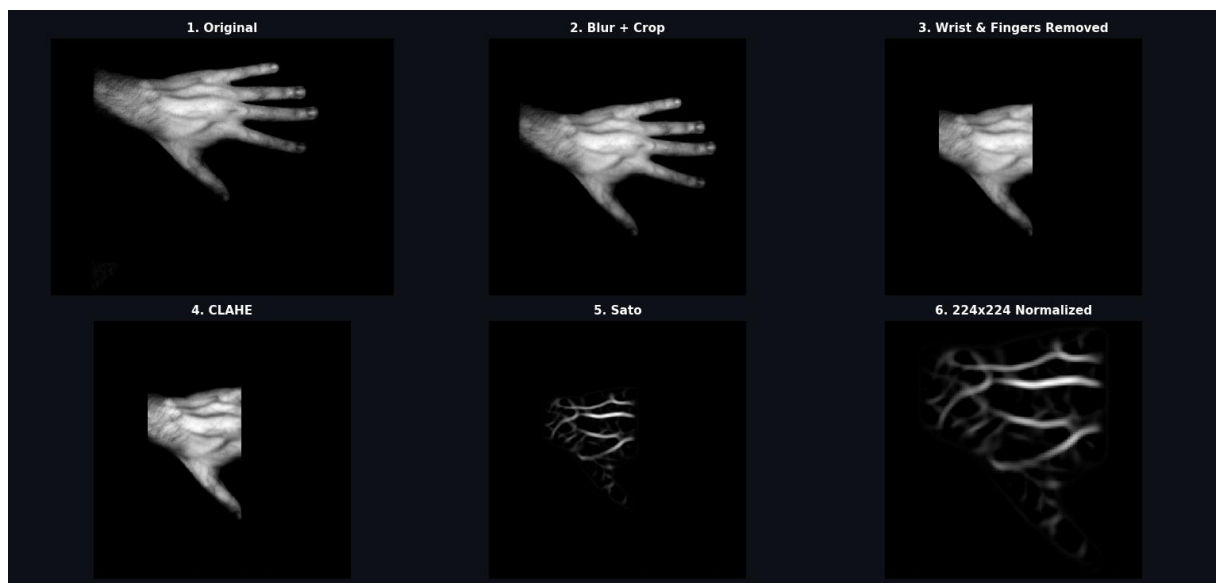 1. Original
2. Blur + Crop
3. Wrist & Fingers Removed
4. CLAHE
5. Sato
6. 224x224 Normalized